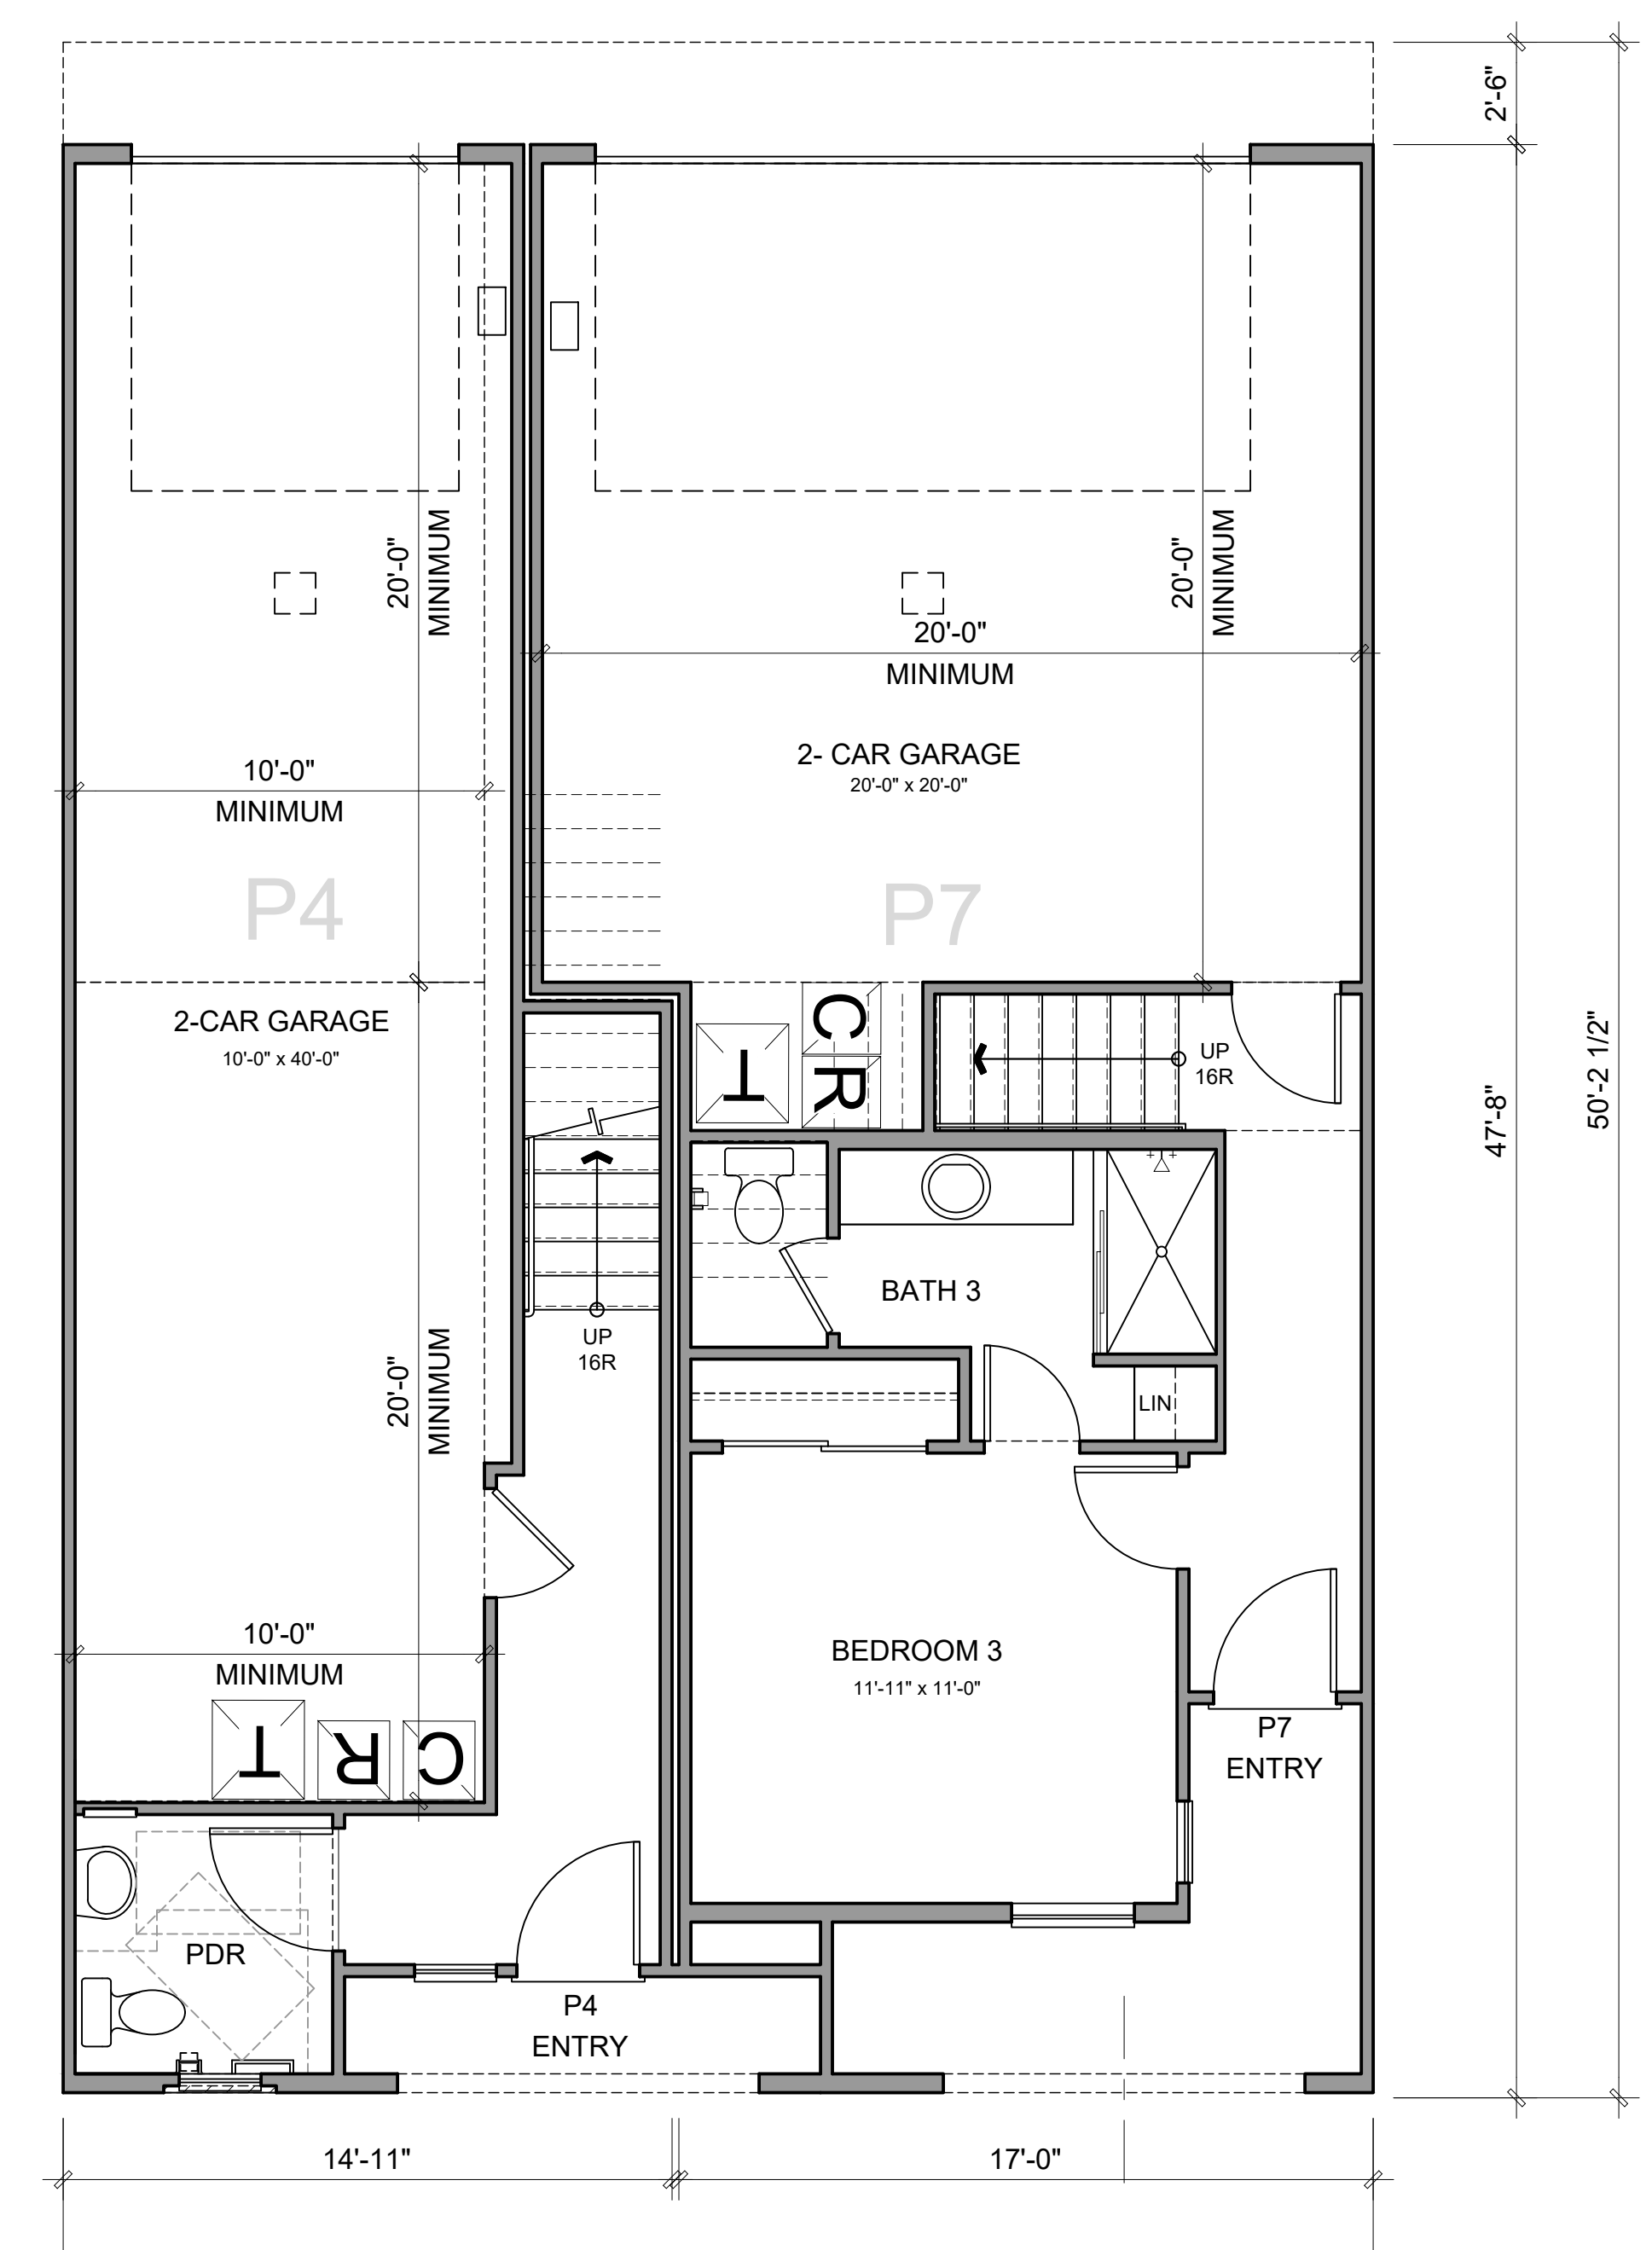 2'-6"
20'-0"
MINIMUM
20'-0"
MINIMUM
20'-0"
MINIMUM
2- CAR GARAGE
20'-0" x 20'-0"
10'-0"
MINIMUM
P4
P7
2-CAR GARAGE
10'-0" x 40'-0"
C
R
T
UP
16R
47'-8"
50'-2 1/2"
BATH 3
UP
16R
20'-0"
MINIMUM
LIN
10'-0"
MINIMUM
BEDROOM 3
11'-11" x 11'-0"
T
R
C
P7
ENTRY
PDR
P4
ENTRY
14'-11"
17'-0"